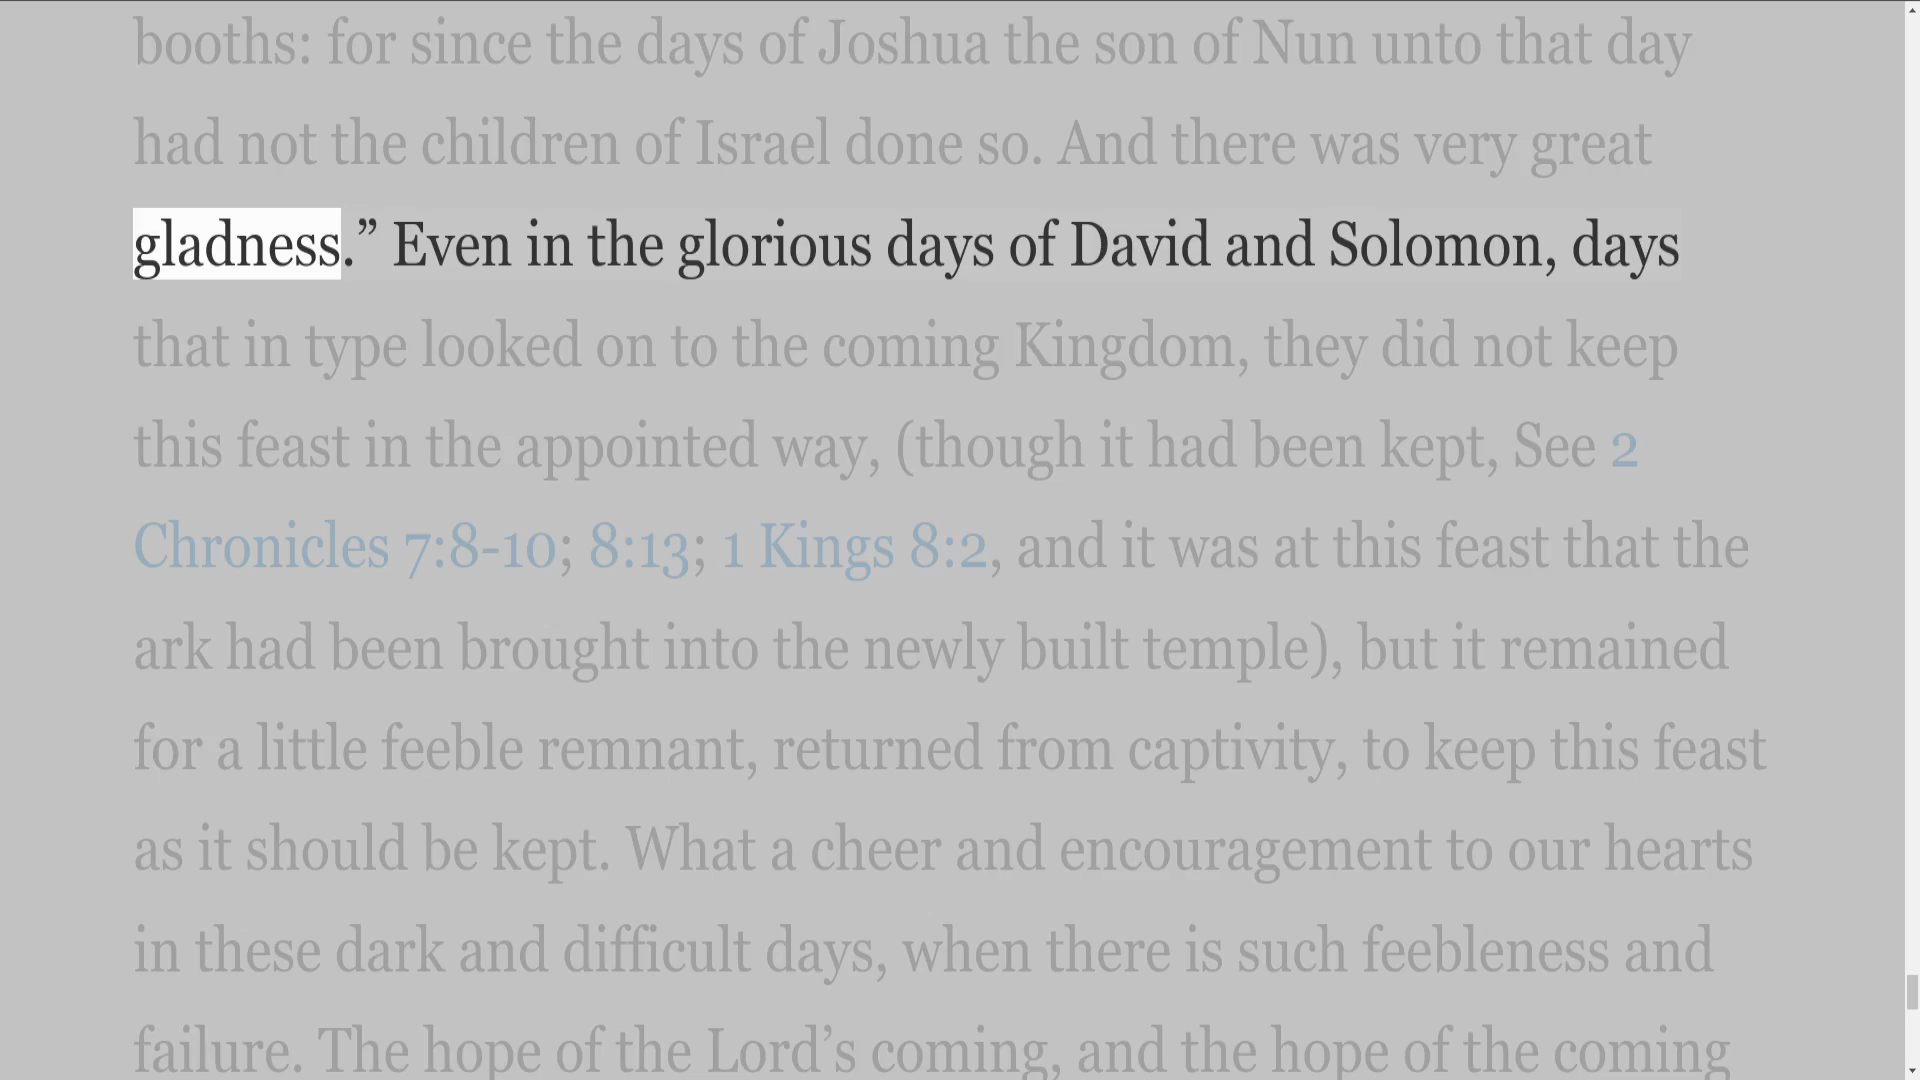 booths: for since the days of Joshua the son of Nun unto that day
had not the children of Israel done so. And there was very great
gladness.” Even in the glorious days of David and Solomon, days
that in type looked on to the coming Kingdom, they did not keep
this feast in the appointed way, (though it had been kept, See 2
Chronicles 7:8-10; 8:13; 1 Kings 8:2, and it was at this feast that the
ark had been brought into the newly built temple), but it remained
for a little feeble remnant, returned from captivity, to keep this feast
as it should be kept. What a cheer and encouragement to our hearts
in these dark and difficult days, when there is such feebleness and
failure. The hope of the Lord’s coming, and the hope of the coming